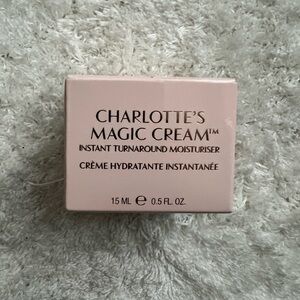 CHARLOTTE'S
MAGIC CREAM™
INSTANT TURNAROUND MOISTURISER
CRÈME HYDRATANTE INSTANTANÉE
15 ML ℮ 0.5 FL. OZ.